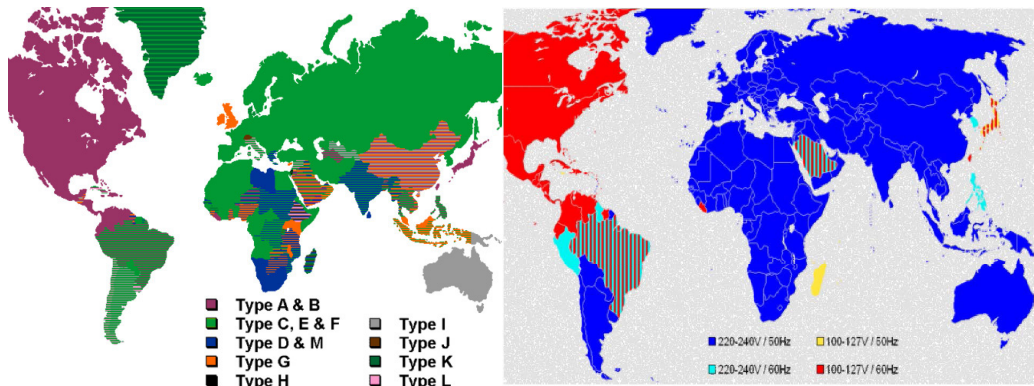 Type A & B
Type C, E & F
Type D & M
Type G
Type H
Type I
Type J
Type K
Type L
220-240V / 50Hz
100-127V / 50Hz
220-240V / 60Hz
100-127V / 60Hz